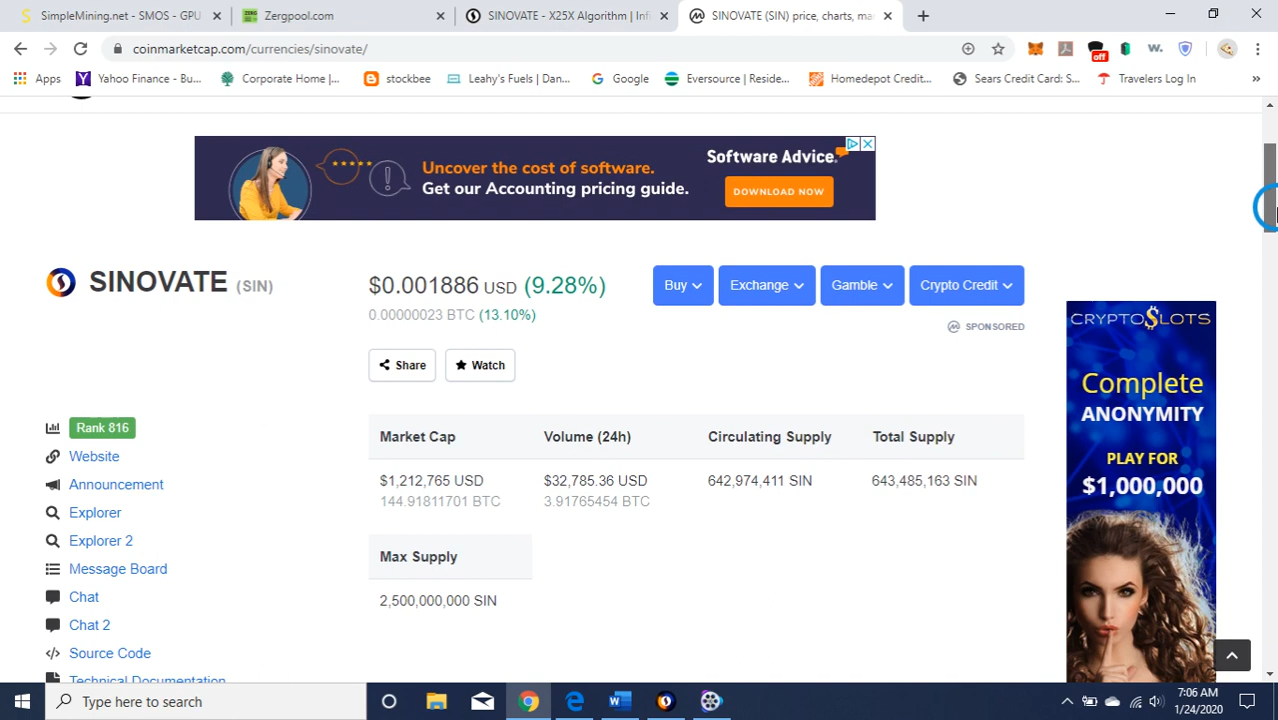 SimpleMining.net - SMOS - GPU
Zergpool.com
SINOVATE - X25X Algorithm | Infi
SINOVATE (SIN) price, charts, ma
coinmarketcap.com/currencies/sinovate/
off
w.
Apps
Yahoo Finance - Bu...
Corporate Home |...
stockbee
Leahy's Fuels | Dan...
Google
Eversource | Reside...
Homedepot Credit...
Sears Credit Card: S...
Travelers Log In
Uncover the cost of software.
Get our Accounting pricing guide.
Software Advice.
DOWNLOAD NOW
SINOVATE (SIN)
$0.001886 USD (9.28%)
0.00000023 BTC (13.10%)
Buy
Exchange
Gamble
Crypto Credit
SPONSORED
Share
Watch
Rank 816
Website
Announcement
Explorer
Explorer 2
Message Board
Chat
Chat 2
Source Code
Technical Documentation
Market Cap
Volume (24h)
Circulating Supply
Total Supply
$1,212,765 USD
144.91811701 BTC
$32,785.36 USD
3.91765454 BTC
642,974,411 SIN
643,485,163 SIN
Max Supply
2,500,000,000 SIN
CRYPTOSLOTS
Complete
ANONYMITY
PLAY FOR
$1,000,000
Type here to search
7:06 AM
1/24/2020